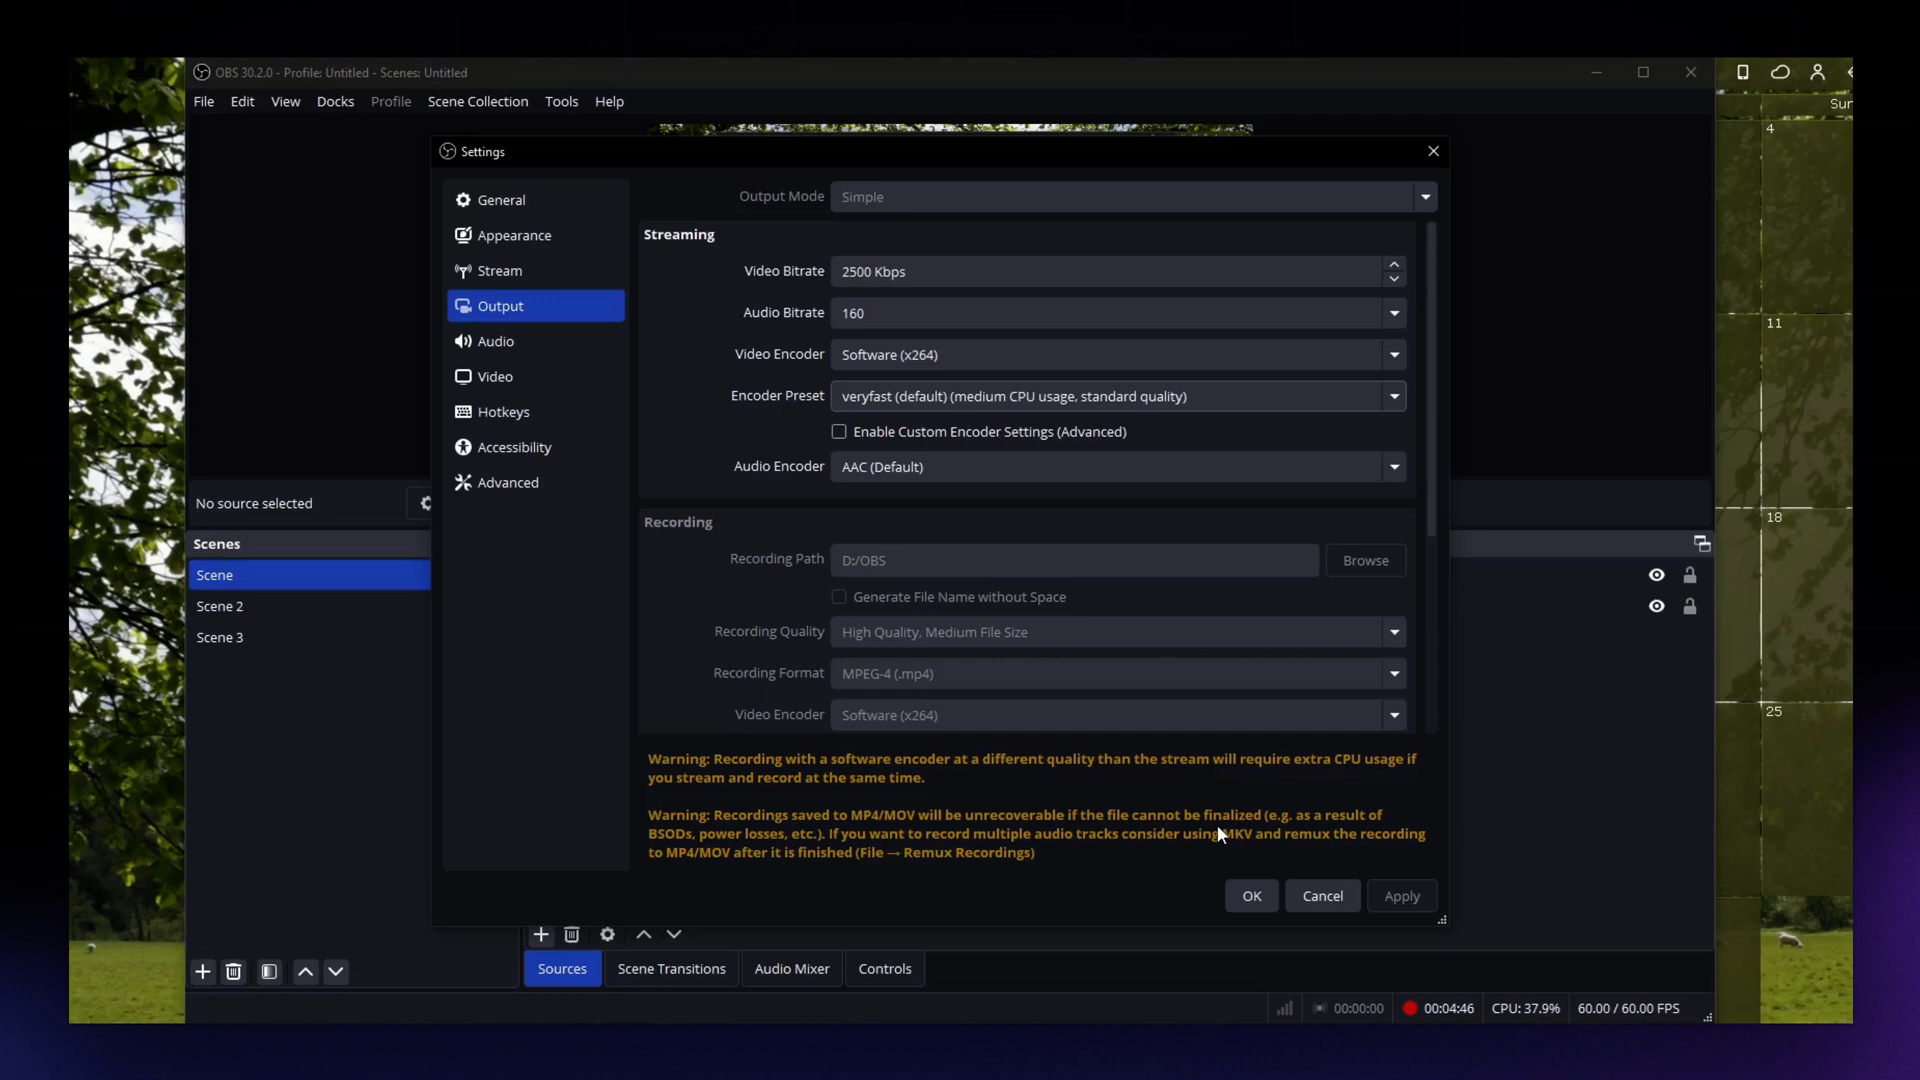 OBS 30.2.0 - Profile: Untitled - Scenes: Untitled
File Edit View Docks Profile Scene Collection Tools Help
Settings
General
Appearance
Stream
Output
Audio
Video
Hotkeys
Accessibility
Advanced
Output Mode Simple
Streaming
Video Bitrate 2500 Kbps
Audio Bitrate 160
Video Encoder Software (x264)
Encoder Preset veryfast (default) (medium CPU usage, standard quality)
Enable Custom Encoder Settings (Advanced)
Audio Encoder AAC (Default)
Recording
Recording Path D:/OBS Browse
Generate File Name without Space
Recording Quality High Quality, Medium File Size
Recording Format MPEG-4 (.mp4)
Video Encoder Software (x264)
Warning: Recording with a software encoder at a different quality than the stream will require extra CPU usage if
you stream and record at the same time.
Warning: Recordings saved to MP4/MOV will be unrecoverable if the file cannot be finalized (e.g. as a result of
BSODs, power losses, etc.). If you want to record multiple audio tracks consider using MKV and remux the recording
to MP4/MOV after it is finished (File → Remux Recordings)
OK Cancel Apply
No source selected
Scenes
Scene
Scene 2
Scene 3
Sources Scene Transitions Audio Mixer Controls
00:00:00 00:04:46 CPU: 37.9% 60.00 / 60.00 FPS
Sun
4
11
18
25